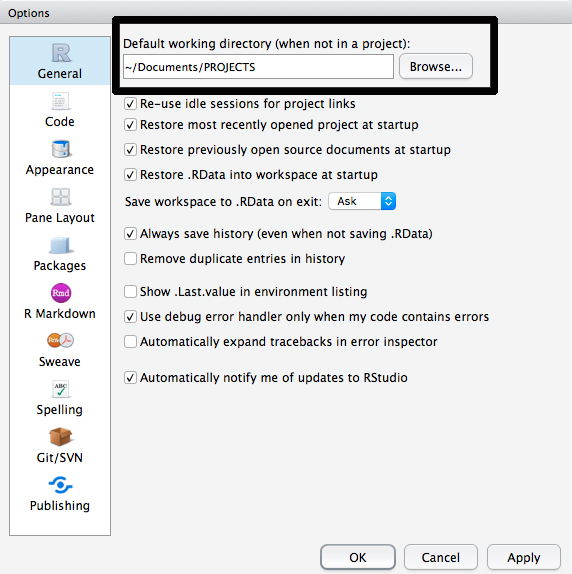 Options
R
General
Code
Appearance
Pane Layout
Packages
Rmd
R Markdown
Rnw
Sweave
ABC
Spelling
Git/SVN
Publishing
Default working directory (when not in a project):
~/Documents/PROJECTS
Browse...
Re-use idle sessions for project links
Restore most recently opened project at startup
Restore previously open source documents at startup
Restore .RData into workspace at startup
Save workspace to .RData on exit: Ask
Always save history (even when not saving .RData)
Remove duplicate entries in history
Show .Last.value in environment listing
Use debug error handler only when my code contains errors
Automatically expand tracebacks in error inspector
Automatically notify me of updates to RStudio
OK Cancel Apply